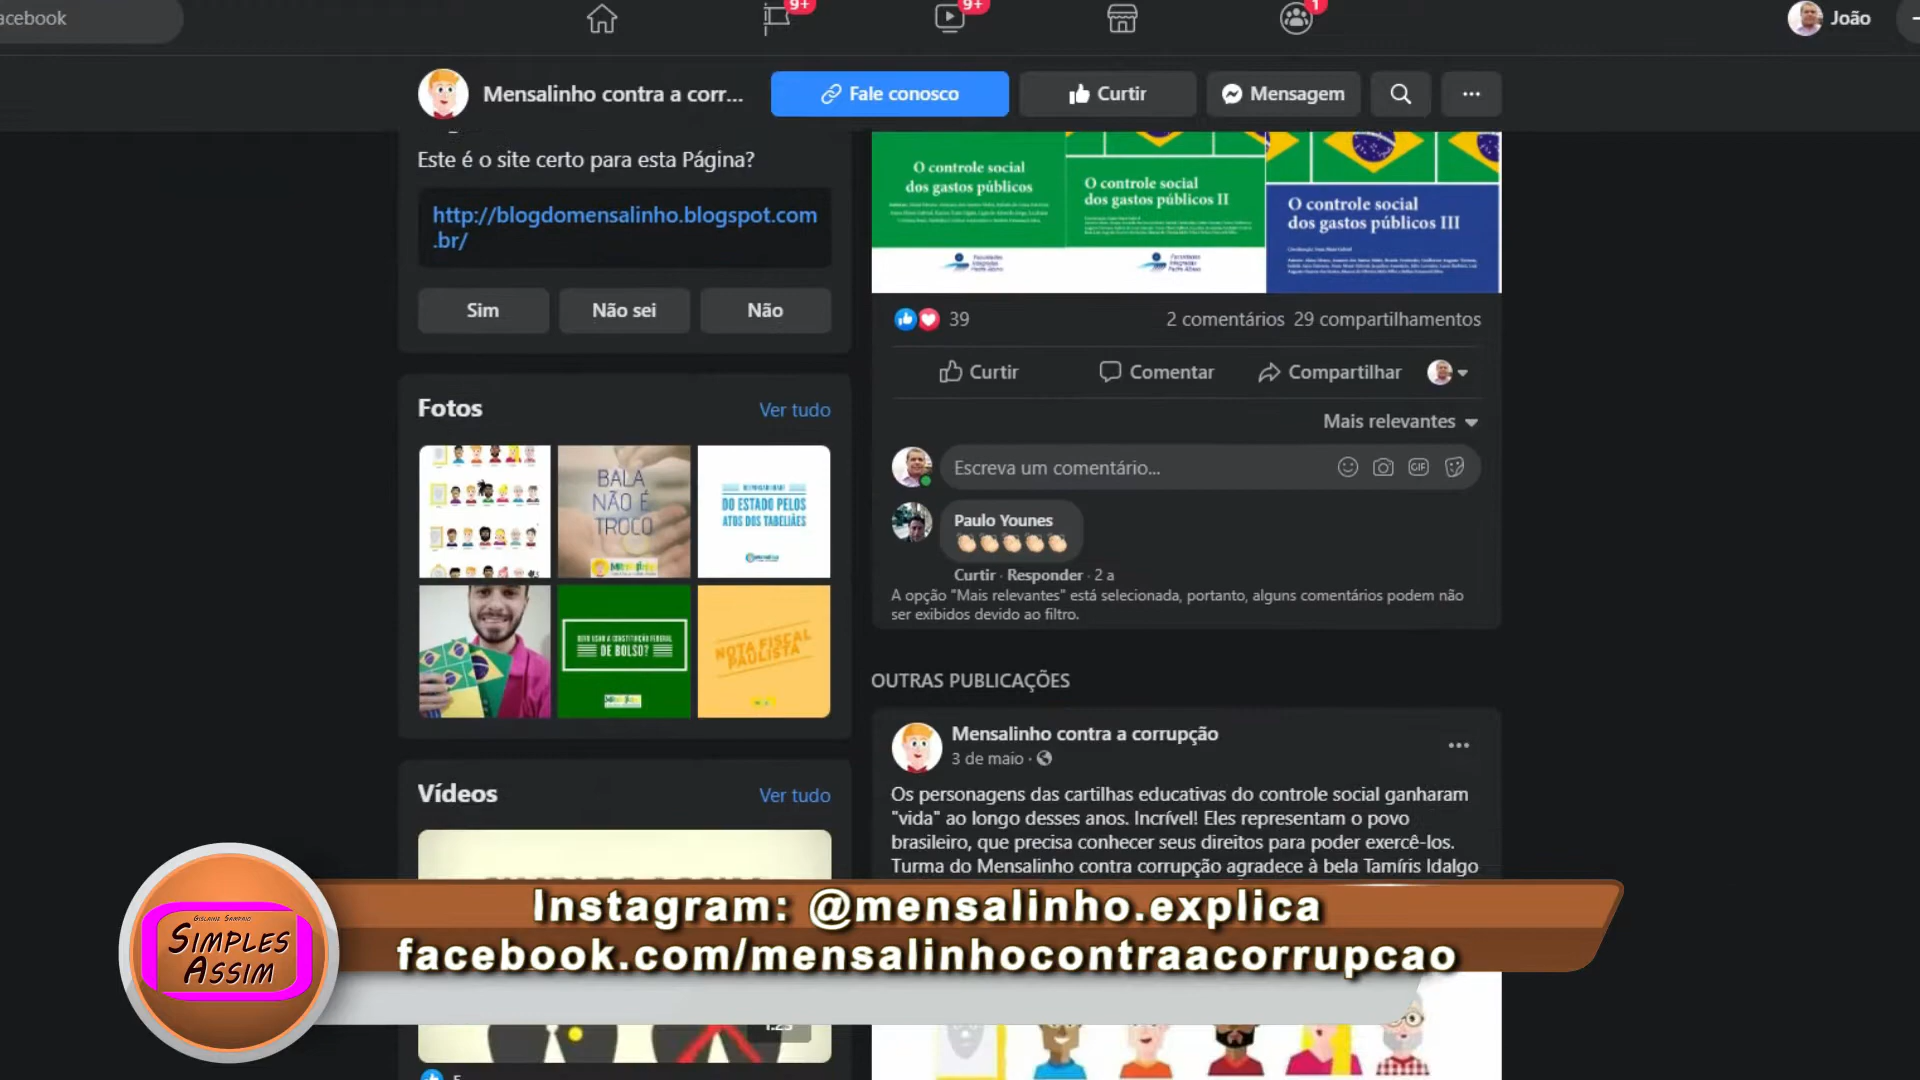 acebook
9+
9+
1
João
Mensalinho contra a corr...
Fale conosco
Curtir
Mensagem
Este é o site certo para esta Página?
http://blogdomensalinho.blogspot.com
.br/
Sim
Não sei
Não
Fotos
Ver tudo
BALA
NÃO É
TROCO
DO ESTADO PELOS
ATOS DOS TABELIÃES
DE BOLSO?
NOTA FISCAL
PAULISTA
Vídeos
Ver tudo
O controle social
dos gastos públicos
O controle social
dos gastos públicos II
O controle social
dos gastos públicos III
39
2 comentários 29 compartilhamentos
Curtir
Comentar
Compartilhar
Mais relevantes
Escreva um comentário...
GIF
Paulo Younes
Curtir · Responder · 2 a
A opção "Mais relevantes" está selecionada, portanto, alguns comentários podem não
ser exibidos devido ao filtro.
OUTRAS PUBLICAÇÕES
Mensalinho contra a corrupção
3 de maio ·
Os personagens das cartilhas educativas do controle social ganharam
"vida" ao longo desses anos. Incrível! Eles representam o povo
brasileiro, que precisa conhecer seus direitos para poder exercê-los.
Turma do Mensalinho contra corrupção agradece à bela Tamíris Idalgo
Gislaine Sampaio
SIMPLES
ASSIM
Instagram: @mensalinho.explica
facebook.com/mensalinhocontraacorrupcao